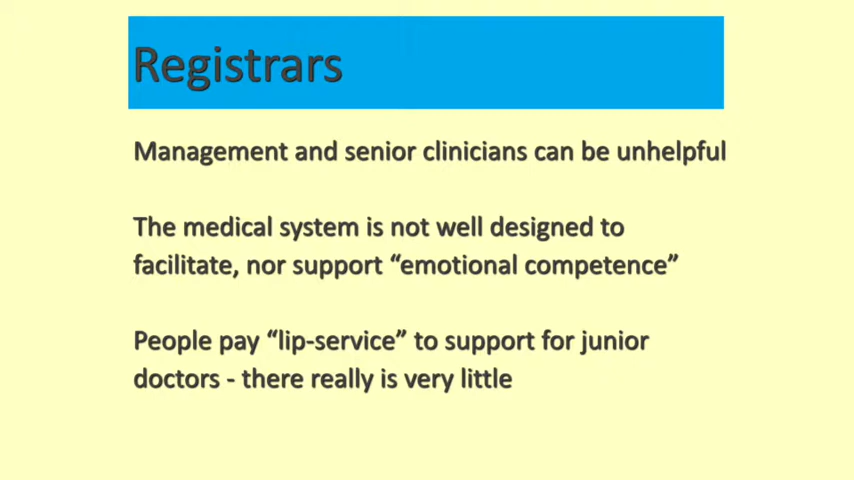 Registrars
Management and senior clinicians can be unhelpful
The medical system is not well designed to
facilitate, nor support “emotional competence”
People pay “lip-service” to support for junior
doctors - there really is very little